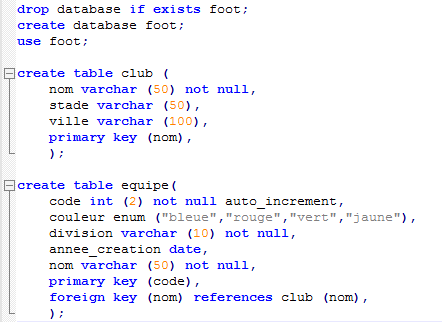 drop database if exists foot;
create database foot;
use foot;
create table club (
nom varchar (50) not null,
stade varchar (50),
ville varchar (100),
primary key (nom),
);
create table equipe(
code int (2) not null auto_increment,
couleur enum ("bleue","rouge","vert","jaune"),
division varchar (10) not null,
annee_creation date,
nom varchar (50) not null,
primary key (code),
foreign key (nom) references club (nom),
);